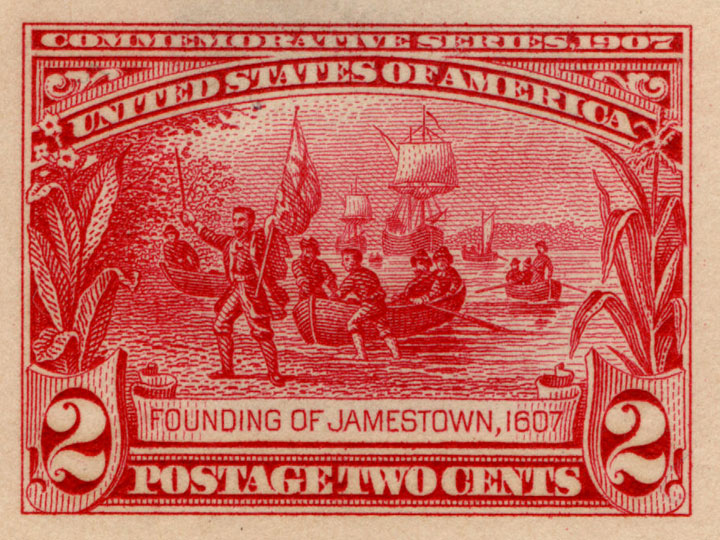 COMMEMORATIVE SERIES, 1907
UNITED STATES OF AMERICA
FOUNDING OF JAMESTOWN, 1607
2 2
POSTAGE TWO CENTS